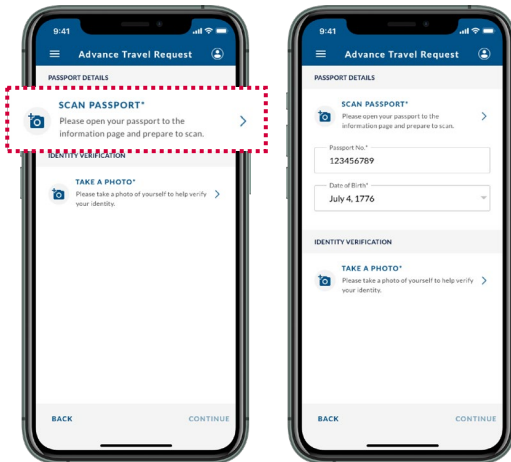 9:41
Advance Travel Request
PASSPORT DETAILS
SCAN PASSPORT*
Please open your passport to the
information page and prepare to scan.
IDENTITY VERIFICATION
TAKE A PHOTO*
Please take a photo of yourself to help verify
your identity.
BACK
CONTINUE
9:41
Advance Travel Request
PASSPORT DETAILS
SCAN PASSPORT*
Please open your passport to the
information page and prepare to scan.
Passport No.*
123456789
Date of Birth*
July 4, 1776
IDENTITY VERIFICATION
TAKE A PHOTO*
Please take a photo of yourself to help verify
your identity.
BACK
CONTINUE